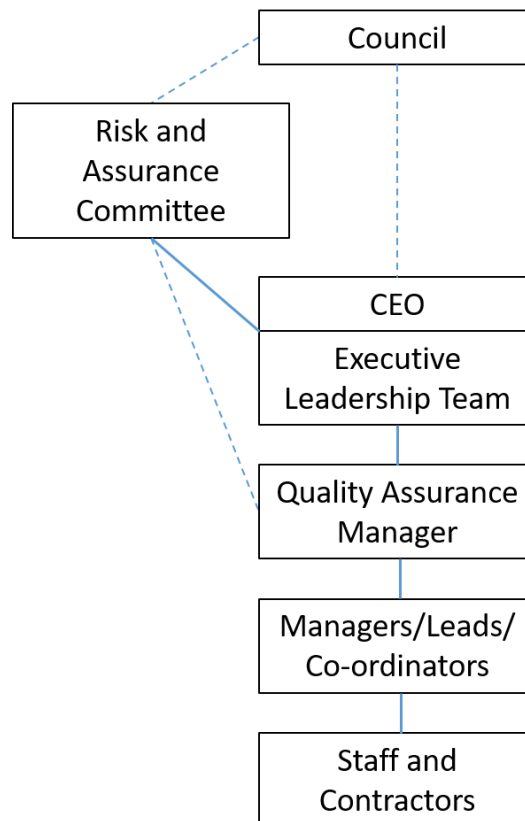 Council
Risk and
Assurance
Committee
CEO
Executive
Leadership Team
Quality Assurance
Manager
Managers/Leads/
Co-ordinators
Staff and
Contractors